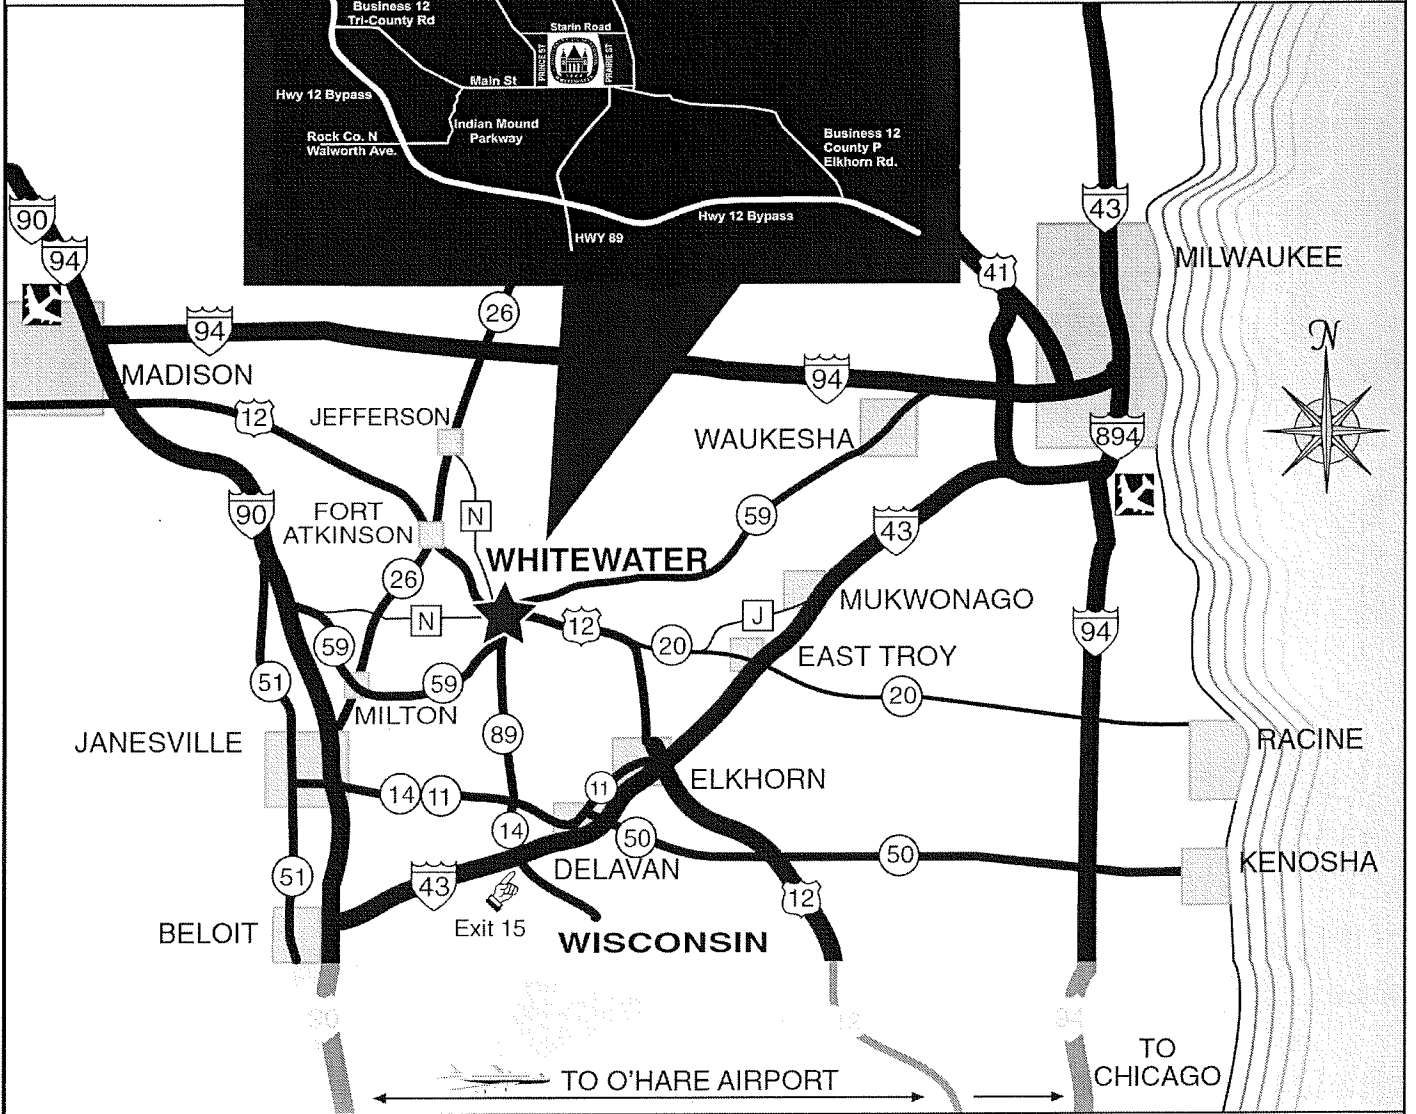 Business 12
Tri-County Rd
Starin Road
PRINCE ST
PRAIRIE ST
Main St
Hwy 12 Bypass
Indian Mound
Parkway
Rock Co. N
Walworth Ave.
Business 12
County P
Elkhorn Rd.
Hwy 12 Bypass
HWY 89
90
94
43
41
MILWAUKEE
26
94
94
N
MADISON
12
JEFFERSON
WAUKESHA
894
90
FORT
ATKINSON
N
59
43
WHITEWATER
26
N
12
J
MUKWONAGO
59
20
94
EAST TROY
51
59
20
MILTON
89
JANESVILLE
RACINE
14
11
11
ELKHORN
14
50
50
KENOSHA
DELAVAN
51
43
12
Exit 15
BELOIT
WISCONSIN
90
12
94
TO
CHICAGO
TO O'HARE AIRPORT